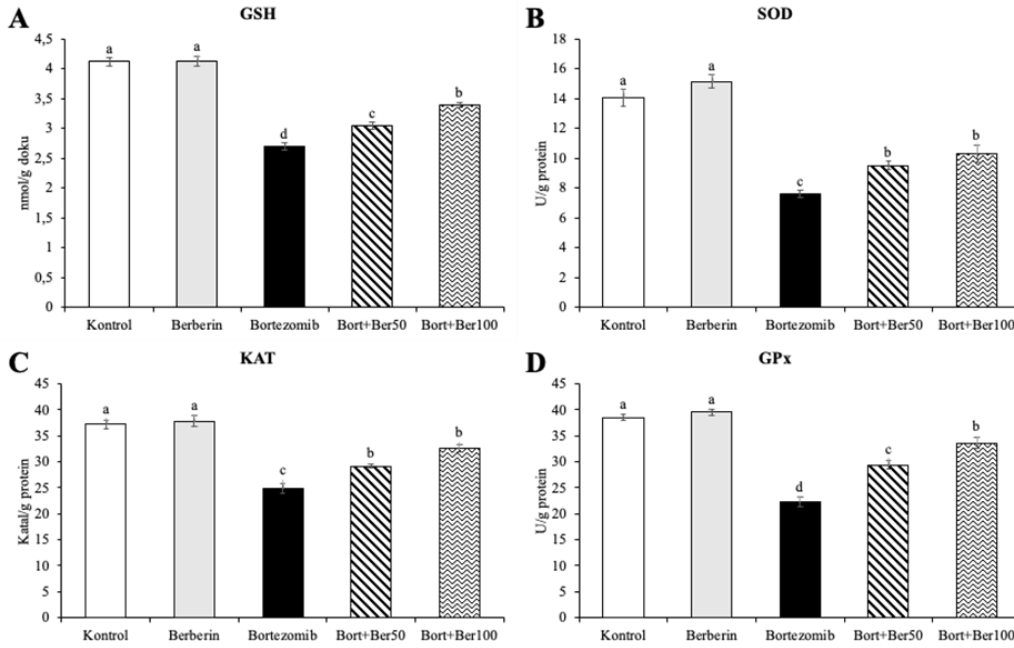 A
GSH
nmol/g doku
4,5
4
3,5
3
2,5
2
1,5
1
0,5
0
a
a
d
c
b
Kontrol Berberin Bortezomib Bort+Ber50 Bort+Ber100
B
SOD
U/g protein
18
16
14
12
10
8
6
4
2
0
a
a
c
b
b
Kontrol Berberin Bortezomib Bort+Ber50 Bort+Ber100
C
KAT
Katal/g protein
45
40
35
30
25
20
15
10
5
0
a
a
c
b
b
Kontrol Berberin Bortezomib Bort+Ber50 Bort+Ber100
D
GPx
U/g protein
45
40
35
30
25
20
15
10
5
0
a
a
d
c
b
Kontrol Berberin Bortezomib Bort+Ber50 Bort+Ber100